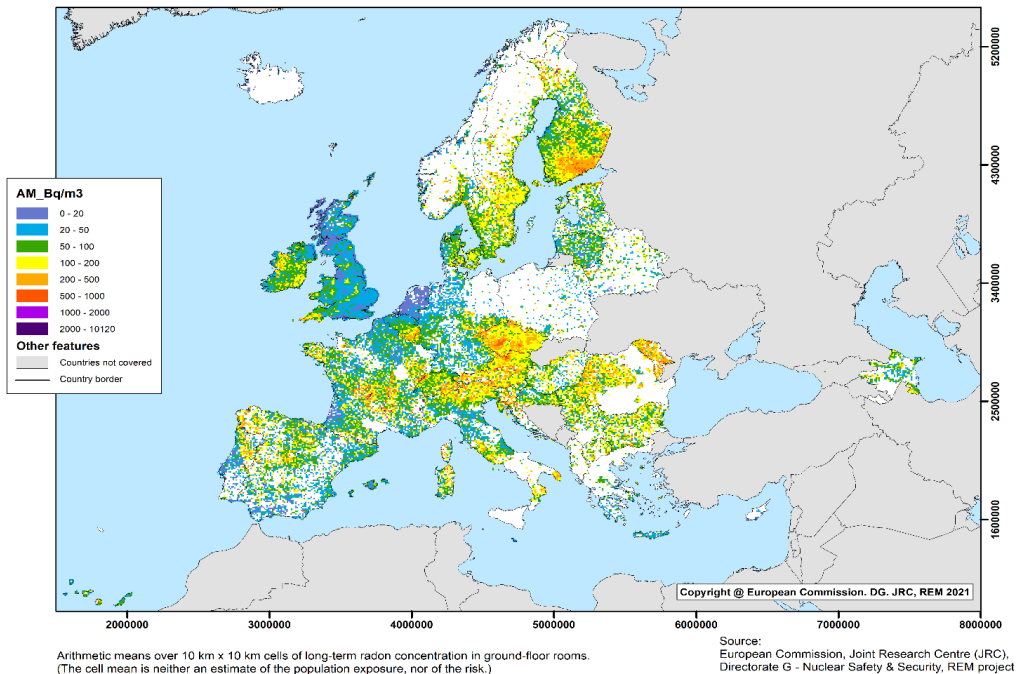 5200000
4300000
AM_Bq/m3
0 - 20
20 - 50
50 - 100
100 - 200
200 - 500
500 - 1000
1000 - 2000
2000 - 10120
Other features
Countries not covered
Country border
3400000
2500000
1600000
Copyright @ European Commission. DG. JRC, REM 2021
2000000 3000000 4000000 5000000 6000000 7000000 8000000
Arithmetic means over 10 km x 10 km cells of long-term radon concentration in ground-floor rooms.
(The cell mean is neither an estimate of the population exposure, nor of the risk.)
Source:
European Commission, Joint Research Centre (JRC),
Directorate G - Nuclear Safety & Security, REM project